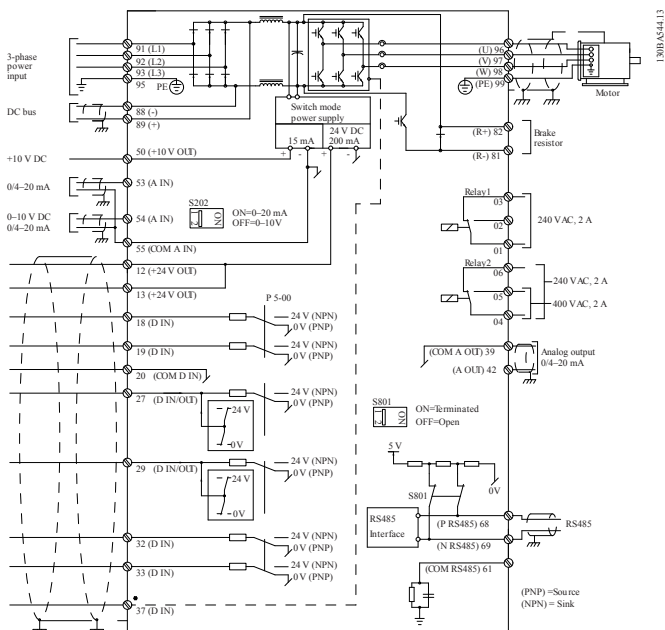 130BA544.13
3-phase
power
input
91 (L1)
92 (L2)
93 (L3)
95
PE
DC bus
88 (-)
89 (+)
Switch mode
power supply
15 mA
24 V DC
200 mA
+ - + -
(U) 96
(V) 97
(W) 98
(PE) 99
Motor
(R+) 82
(R-) 81
Brake
resistor
+10 V DC
50 (+10 V OUT)
0/4–20 mA
53 (A IN)
0–10 V DC
0/4–20 mA
54 (A IN)
S202
1 2
ON
ON=0–20 mA
OFF=0–10V
55 (COM A IN)
12 (+24 V OUT)
13 (+24 V OUT)
Relay1
03
02
01
240 VAC, 2 A
Relay2
06
05
04
240 VAC, 2 A
400 VAC, 2 A
P 5-00
18 (D IN)
24 V (NPN)
0 V (PNP)
19 (D IN)
24 V (NPN)
0 V (PNP)
20 (COM D IN)
27 (D IN/OUT)
24 V (NPN)
0 V (PNP)
24 V
0V
29 (D IN/OUT)
24 V (NPN)
0 V (PNP)
24 V
0V
32 (D IN)
24 V (NPN)
0 V (PNP)
33 (D IN)
24 V (NPN)
0 V (PNP)
37 (D IN)
(COM A OUT) 39
(A OUT) 42
Analog output
0/4–20 mA
S801
1 2
ON
ON=Terminated
OFF=Open
5 V
0V
S801
RS485
Interface
(P RS485) 68
(N RS485) 69
RS485
(COM RS485) 61
(PNP) =Source
(NPN) = Sink